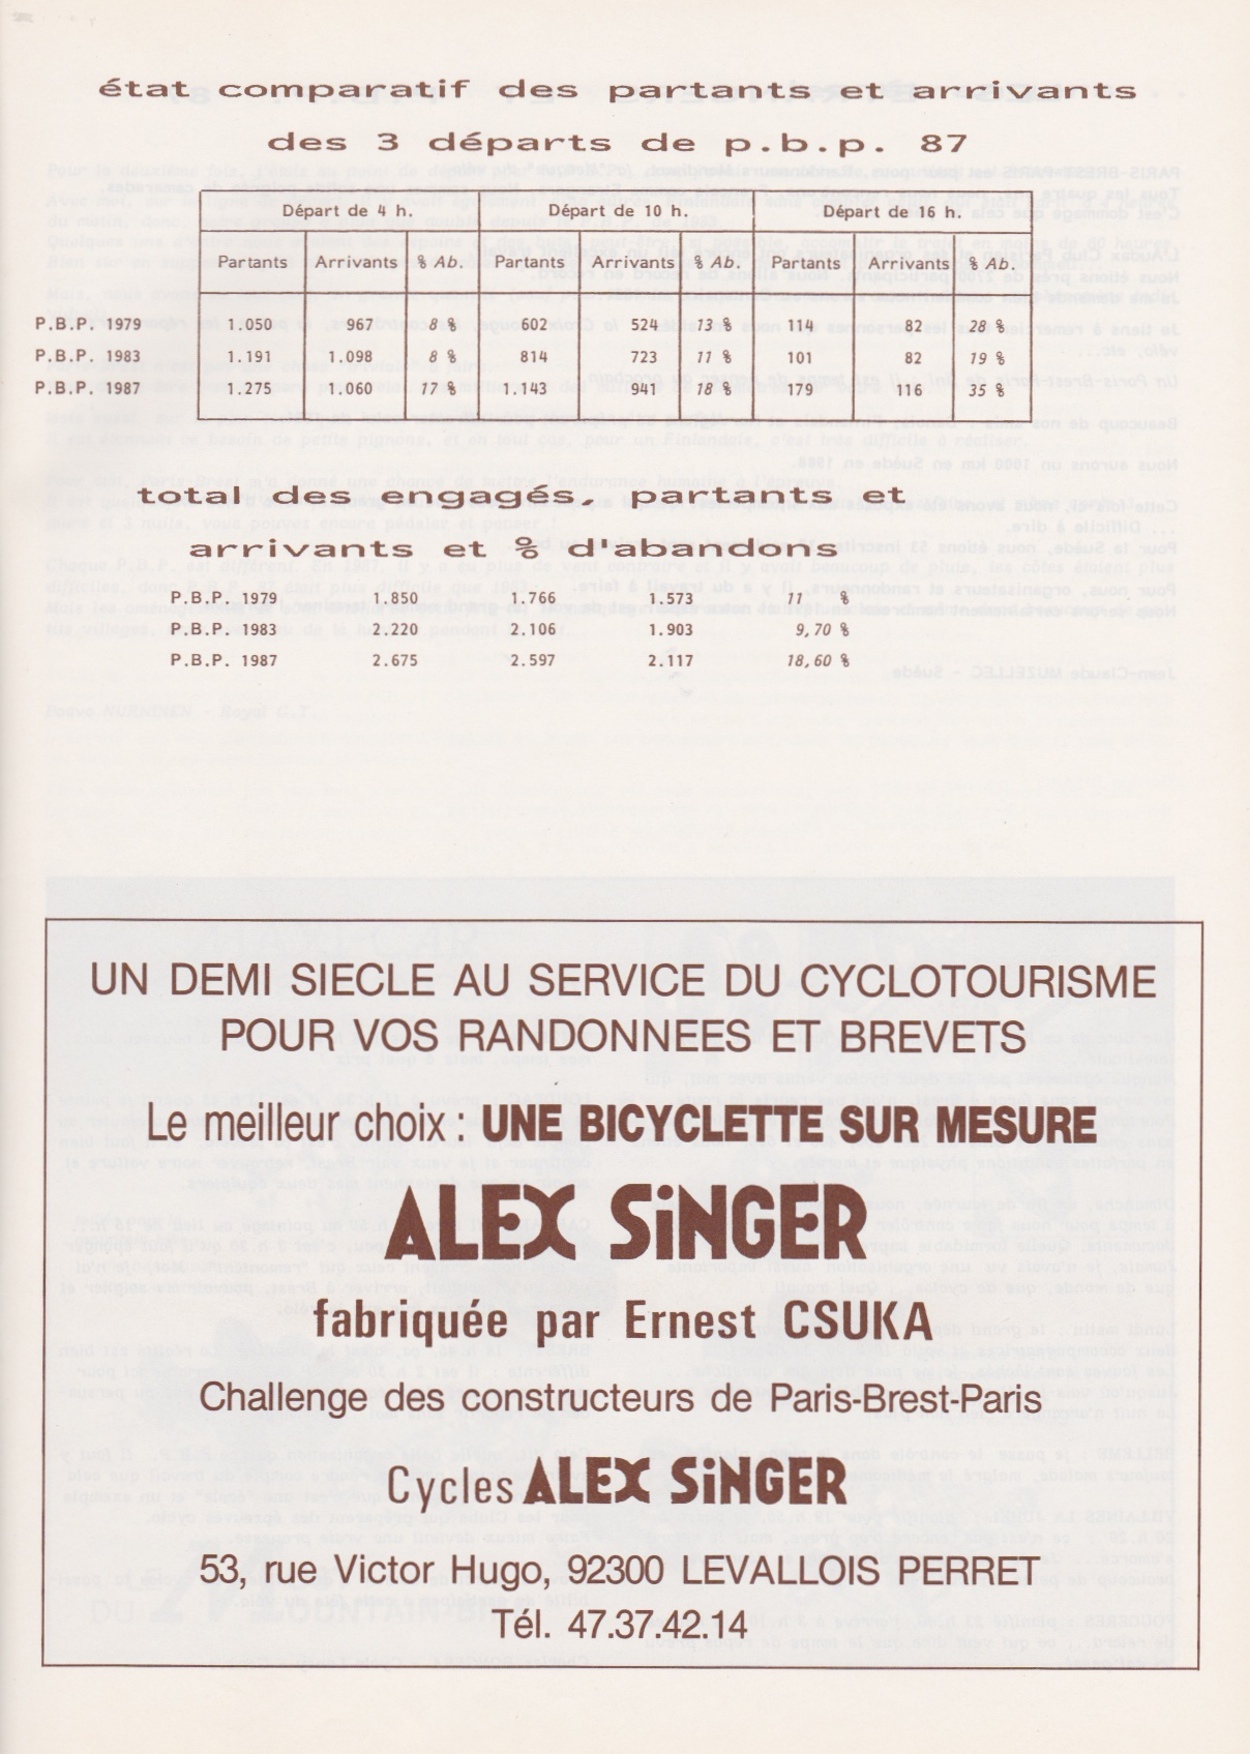 état comparatif des partants et arrivants
des 3 départs de p.b.p. 87
Départ de 4 h. Départ de 10 h. Départ de 16 h.
Partants Arrivants % Ab. Partants Arrivants % Ab. Partants Arrivants % Ab.
P.B.P. 1979 1.050 967 8 % 602 524 13 % 114 82 28 %
P.B.P. 1983 1.191 1.098 8 % 814 723 11 % 101 82 19 %
P.B.P. 1987 1.275 1.060 17 % 1.143 941 18 % 179 116 35 %
total des engagés, partants et
arrivants et % d'abandons
P.B.P. 1979 1.850 1.766 1.573 11 %
P.B.P. 1983 2.220 2.106 1.903 9,70 %
P.B.P. 1987 2.675 2.597 2.117 18,60 %
UN DEMI SIECLE AU SERVICE DU CYCLOTOURISME
POUR VOS RANDONNEES ET BREVETS
Le meilleur choix : UNE BICYCLETTE SUR MESURE
ALEX SiNGER
fabriquée par Ernest CSUKA
Challenge des constructeurs de Paris-Brest-Paris
Cycles ALEX SiNGER
53, rue Victor Hugo, 92300 LEVALLOIS PERRET
Tél. 47.37.42.14